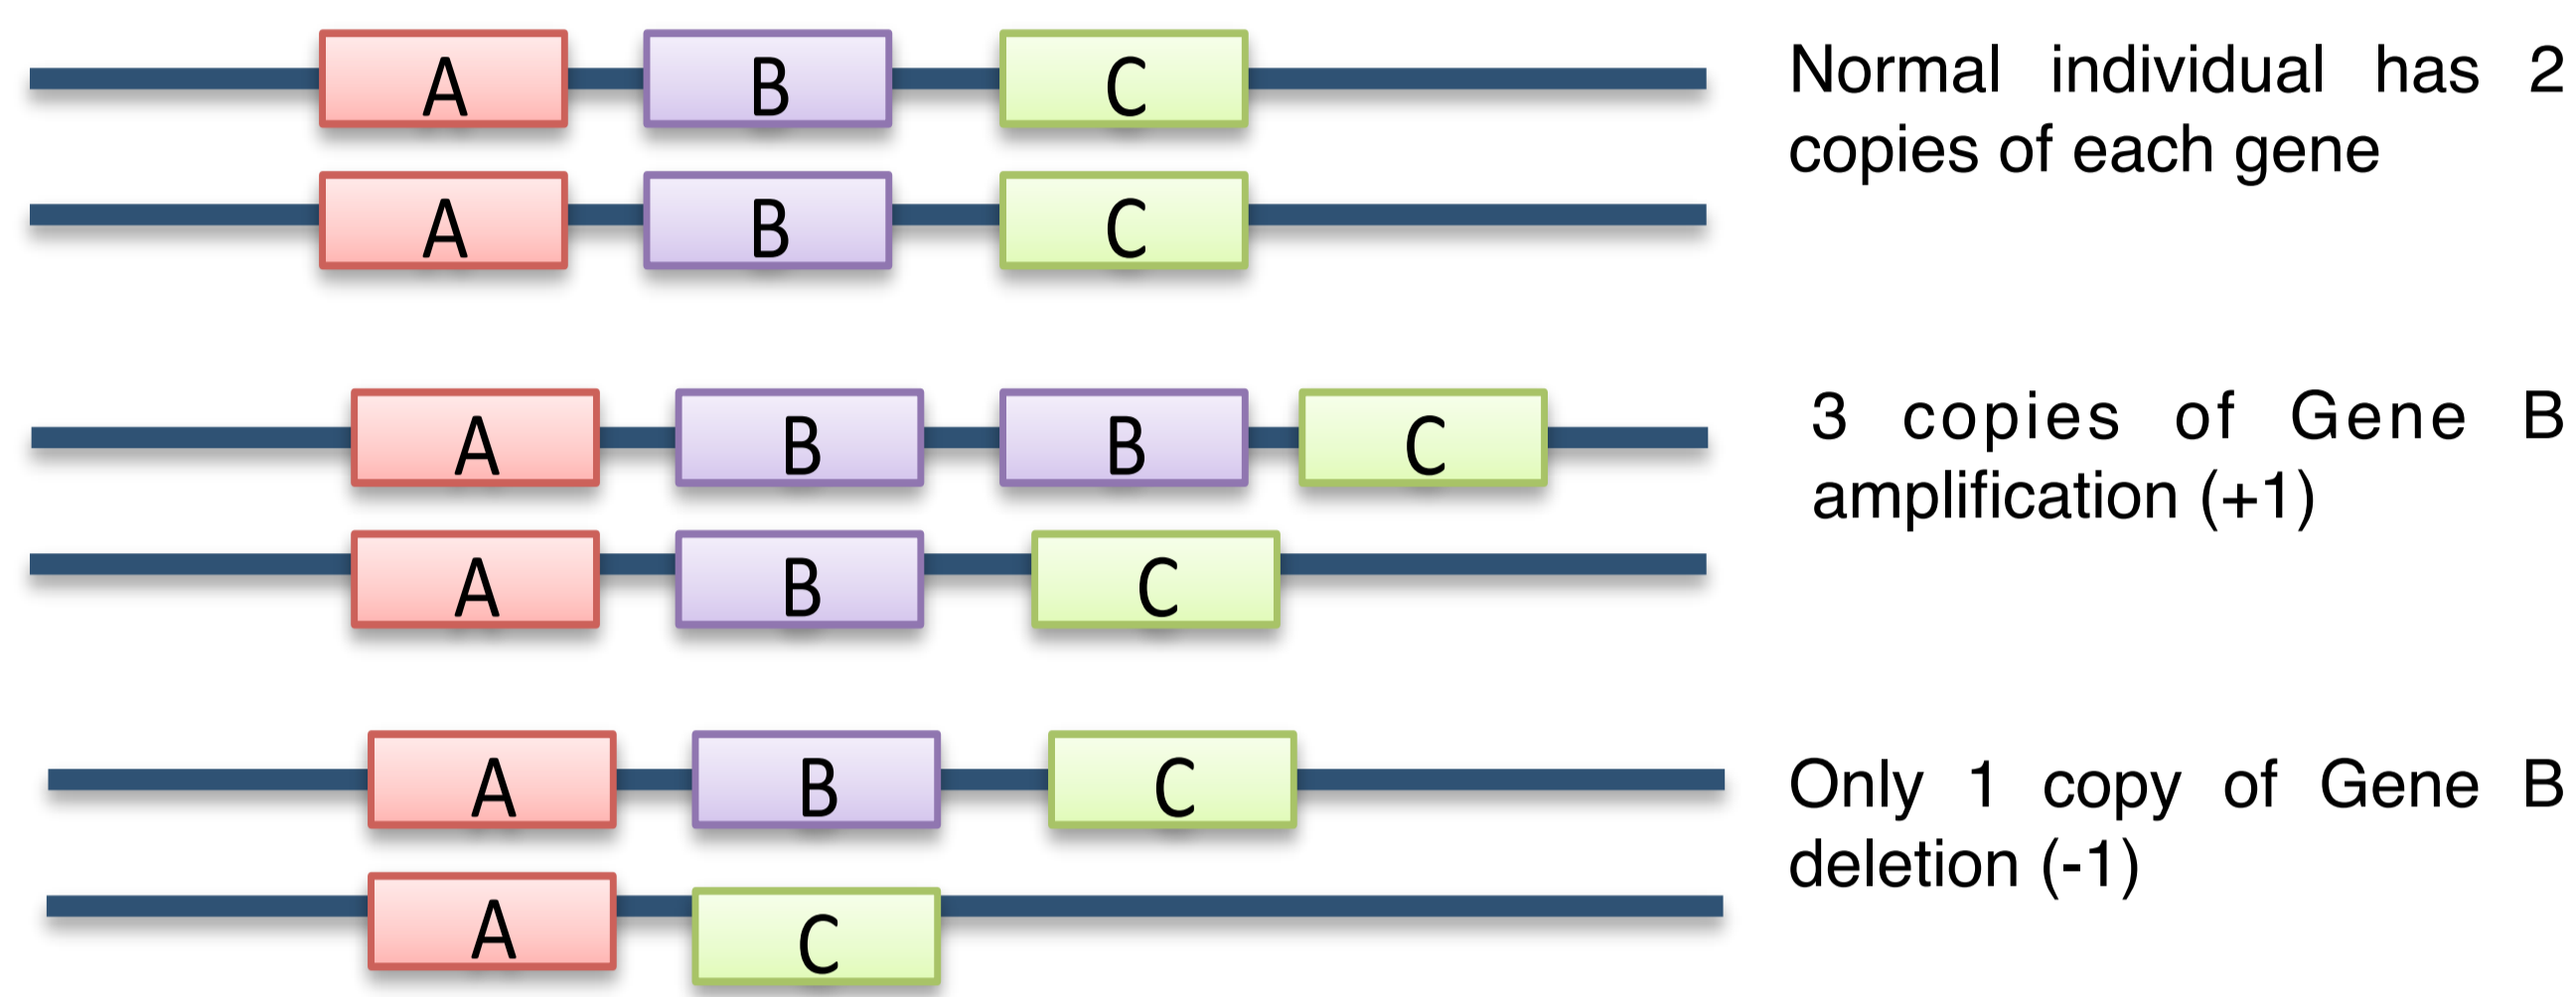 A B C Normal individual has 2
copies of each gene
A B C
A B B C 3 copies of Gene B
amplification (+1)
A B C
A B C Only 1 copy of Gene B
deletion (-1)
A C